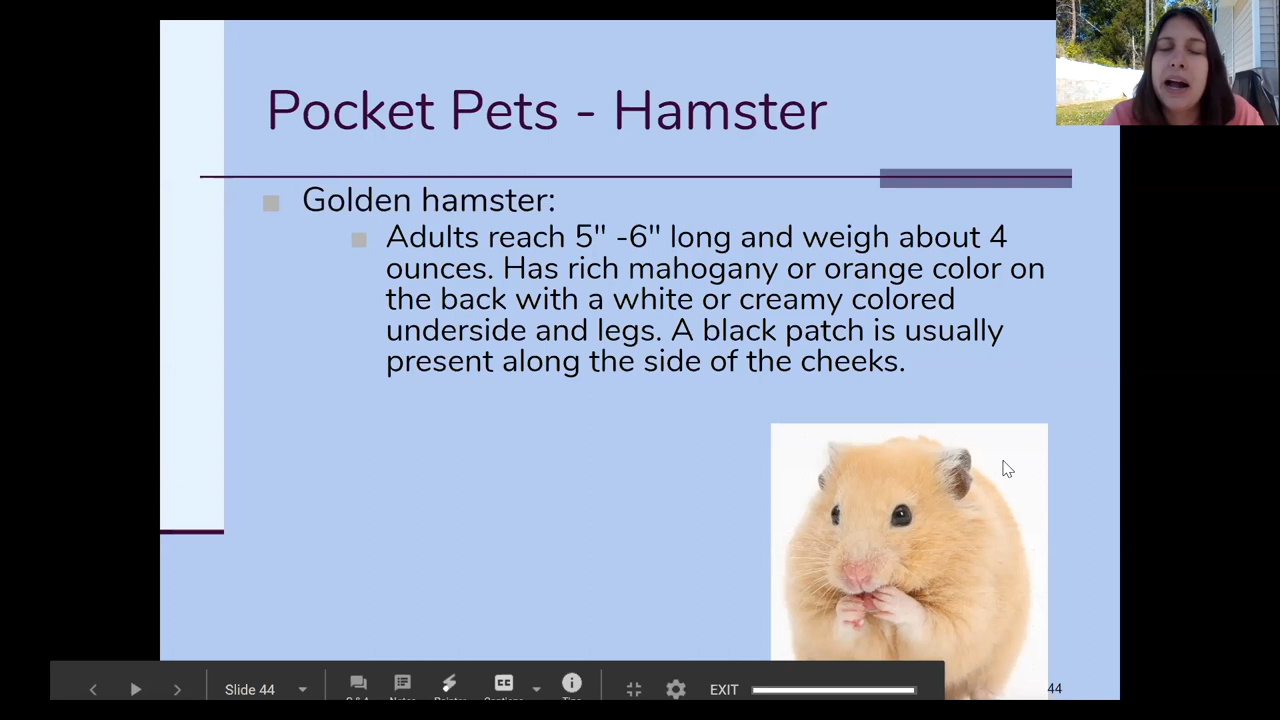 Pocket Pets - Hamster
Golden hamster:
Adults reach 5" -6" long and weigh about 4
ounces. Has rich mahogany or orange color on
the back with a white or creamy colored
underside and legs. A black patch is usually
present along the side of the cheeks.
Slide 44
CC
EXIT
44